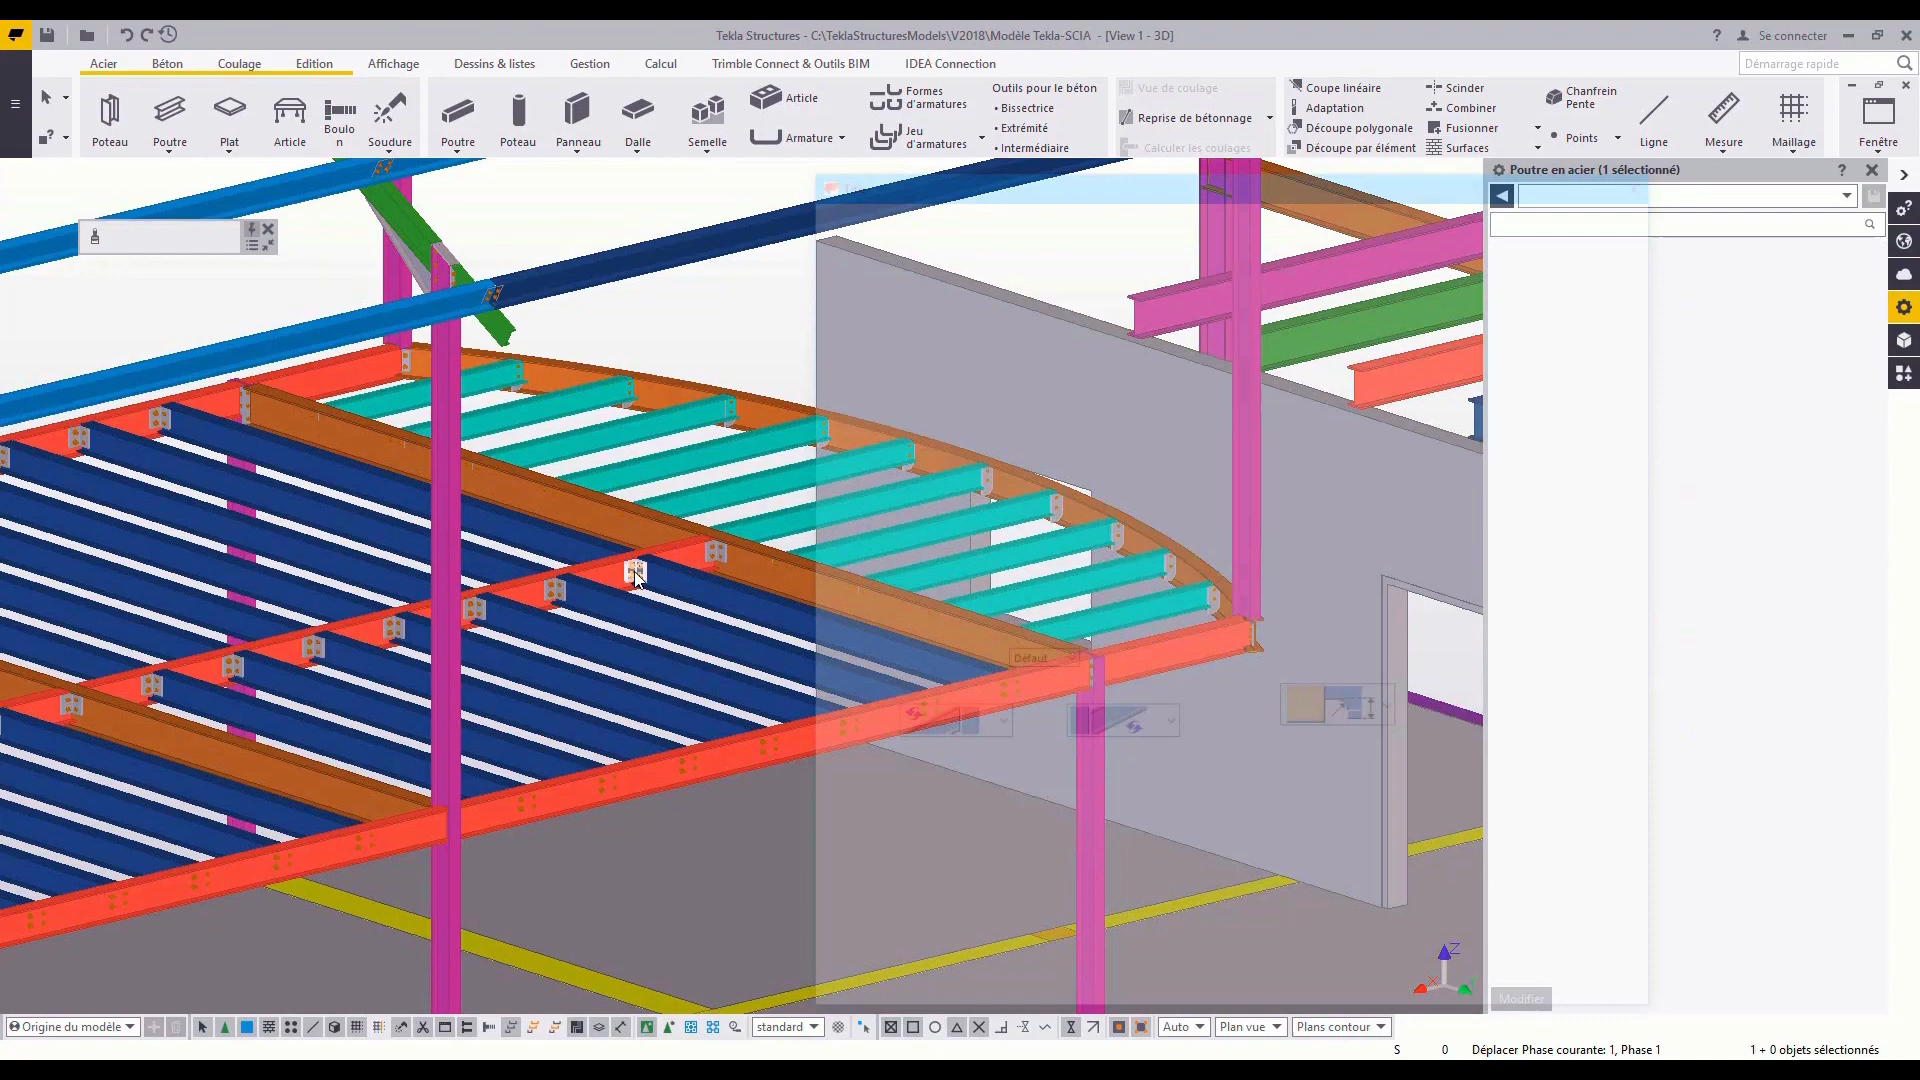 Tekla Structures - C:\TeklaStructuresModels\V2018\Modèle Tekla-SCIA - [View 1 - 3D]
? Se connecter
Acier Béton Coulage Edition Affichage Dessins & listes Gestion Calcul Trimble Connect & Outils BIM IDEA Connection
Démarrage rapide
Poteau
Poutre
Plat
Article
Boulo
n
Soudure
Poutre
Poteau
Panneau
Dalle
Semelle
Article
Armature
Formes
d'armatures
Jeu
d'armatures
Outils pour le béton
• Bissectrice
• Extrémité
• Intermédiaire
Vue de coulage
Reprise de bétonnage
Calculer les coulages
Coupe linéaire
Adaptation
Découpe polygonale
Découpe par élément
Scinder
Combiner
Fusionner
Surfaces
Chanfrein
Pente
Points
Ligne
Mesure
Maillage
Fenêtre
Poutre en acier (1 sélectionné)
?
Défaut
Z
Modifier
Origine du modèle
standard
Auto
Plan vue
Plans contour
S 0 Déplacer Phase courante: 1, Phase 1 1 + 0 objets sélectionnés